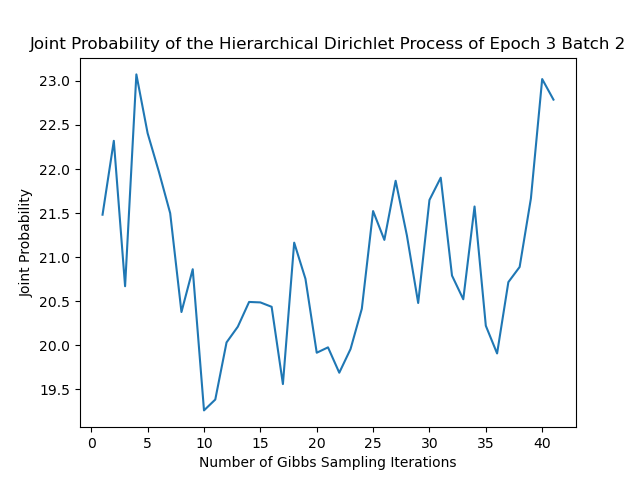 Joint Probability of the Hierarchical Dirichlet Process of Epoch 3 Batch 2
23.0
22.5
22.0
21.5
21.0
20.5
20.0
19.5
Joint Probability
0 5 10 15 20 25 30 35 40
Number of Gibbs Sampling Iterations